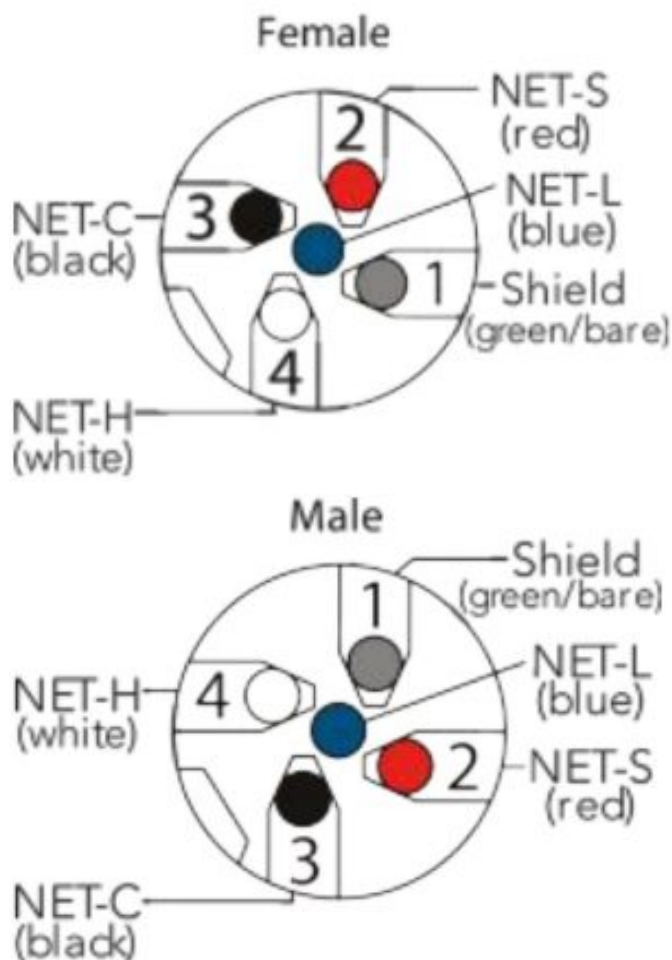 Female
NET-S
(red)
2
NET-L
(blue)
NET-C
(black)
3
1
Shield
(green/bare)
4
NET-H
(white)
Male
Shield
(green/bare)
1
NET-L
(blue)
NET-H
(white)
4
2
NET-S
(red)
3
NET-C
(black)